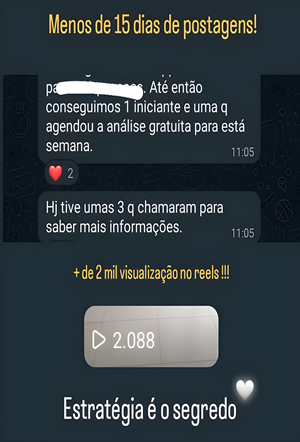 Menos de 15 dias de postagens!
. Até então
conseguimos 1 iniciante e uma q
agendou a análise gratuita para está
semana.
11:05
2
Hj tive umas 3 q chamaram para
saber mais informações.
11:05
+ de 2 mil visualização no reels !!!
2.088
Estratégia é o segredo